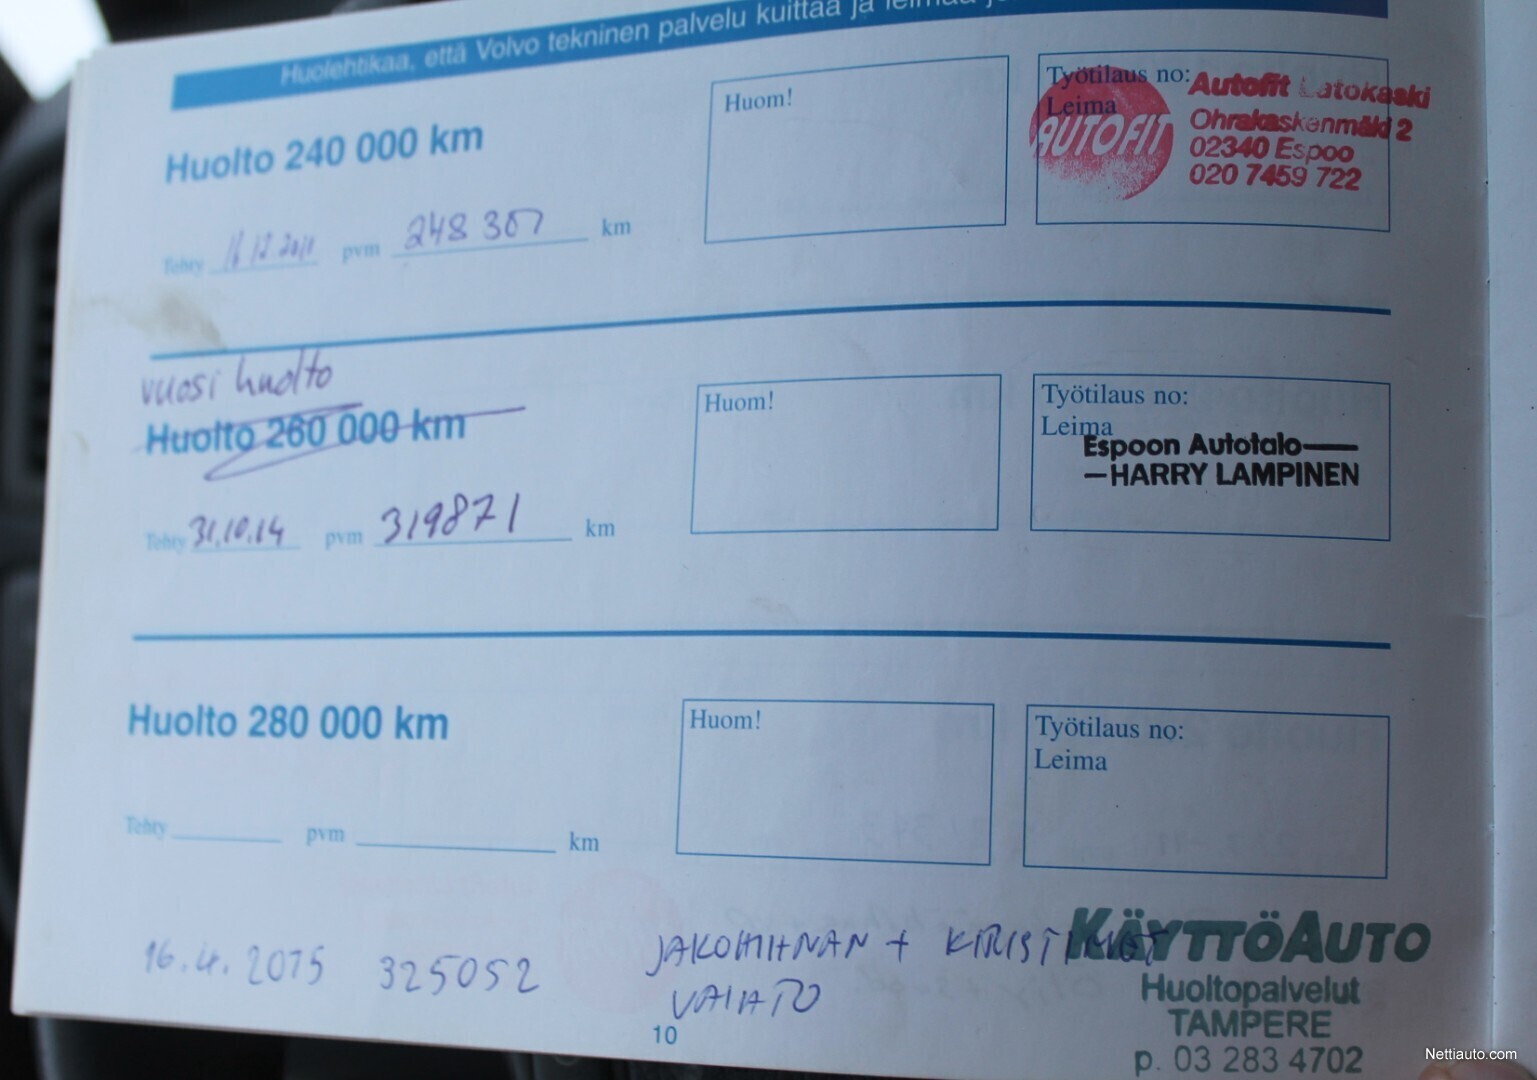 Huolehtikaa, että Volvo tekninen palvelu kuittaa ja leimaa
Huolto 240 000 km
Huom!
Työtilaus no:
Leima
AUTOFIT
Autofit Latokaski
Ohrakaskenmäki 2
02340 Espoo
020 7459 722
Tehty pvm 248 307 km
vuosi huolto
Huolto 260 000 km
Huom!
Työtilaus no:
Leima
Espoon Autotalo
HARRY LAMPINEN
Tehty 31.10.14 pvm 319871 km
Huolto 280 000 km
Huom!
Työtilaus no:
Leima
Tehty pvm km
16.4.2015 325052 JAKOHIHNAN + KIRISTIMET
VAIHTO
KÄYTTÖAUTO
Huoltopalvelut
TAMPERE
p. 03 283 4702
10
Nettiauto.com